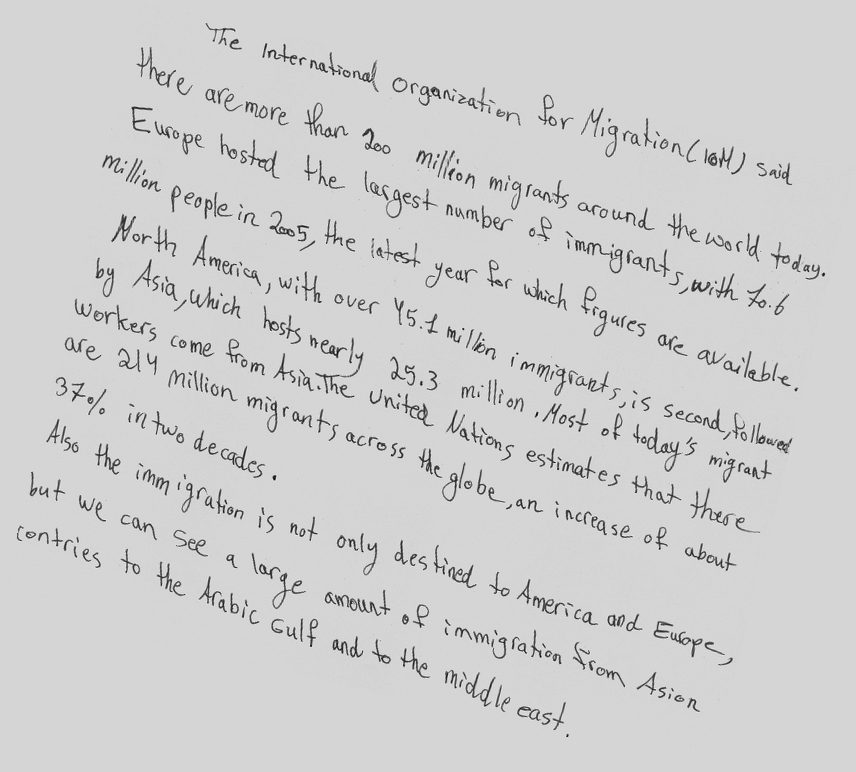 The International Organization for Migration (IOM) said
there are more than 200 million migrants around the world today.
Europe hosted the largest number of immigrants, with 70.6
million people in 2005, the latest year for which figures are available.
North America, with over 45.1 million immigrants, is second, followed
by Asia, which hosts nearly 25.3 million. Most of today's migrant
workers come from Asia. The United Nations estimates that there
are 214 million migrants across the globe, an increase of about
37% in two decades.
Also the immigration is not only destined to America and Europe,
but we can see a large amount of immigration from Asian
contries to the Arabic Gulf and to the middle east.